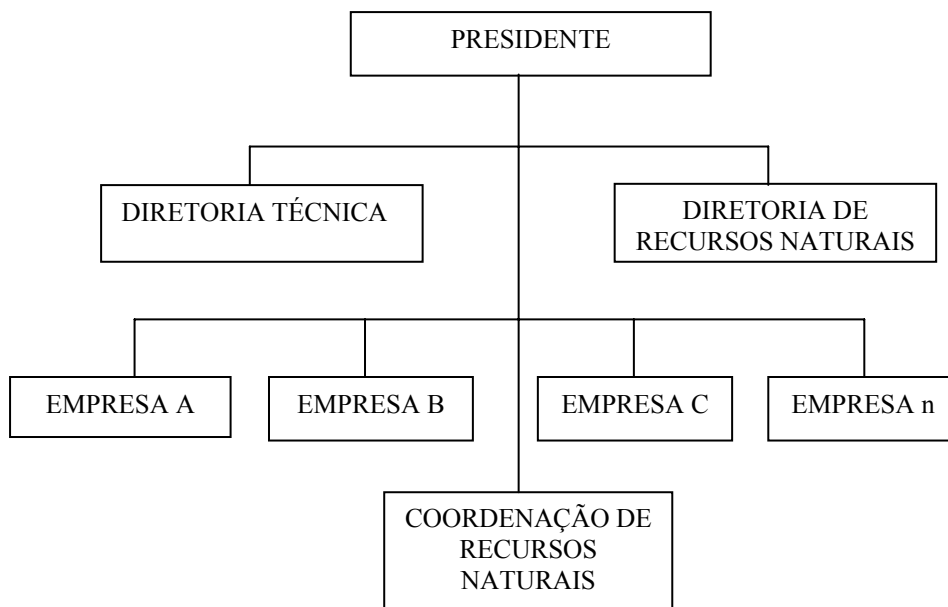 PRESIDENTE
DIRETORIA TÉCNICA
DIRETORIA DE
RECURSOS NATURAIS
EMPRESA A
EMPRESA B
EMPRESA C
EMPRESA n
COORDENAÇÃO DE
RECURSOS
NATURAIS